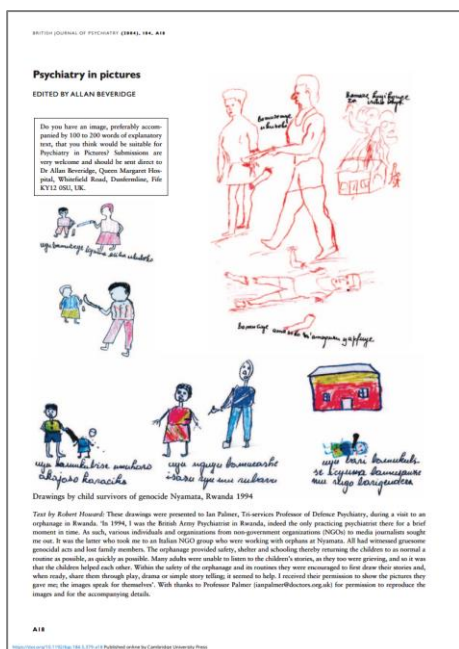 BRITISH JOURNAL OF PSYCHIATRY (2004), 184, A18
Psychiatry in pictures
EDITED BY ALLAN BEVERIDGE
Do you have an image, preferably accom-
panied by 100 to 200 words of explanatory
text, that you think would be suitable for
Psychiatry in Pictures? Submissions are
very welcome and should be sent direct to
Dr Allan Beveridge, Queen Margaret Hos-
pital, Whitefield Road, Dunfermline, Fife
KY12 0SU, UK.
Drawings by child survivors of genocide Nyamata, Rwanda 1994
Text by Robert Howard: These drawings were presented to Ian Palmer, Tri-services Professor of Defence Psychiatry, during a visit to an
orphanage in Rwanda. 'In 1994, I was the British Army Psychiatrist in Rwanda, indeed the only practicing psychiatrist there for a brief
moment in time. As such, various individuals and organizations from non-government organizations (NGOs) to media journalists sought
me out. It was the latter who took me to an Italian NGO group who were working with orphans at Nyamata. All had witnessed gruesome
genocidal acts and lost family members. The orphanage provided safety, shelter and schooling thereby returning the children to as normal a
routine as possible, as quickly as possible. Many adults were unable to listen to the children's stories, as they too were grieving, and so it was
that the children helped each other. Within the safety of the orphanage and its routines they were encouraged to first draw their stories and,
when ready, share them through play, drama or simple story telling; it seemed to help. I received their permission to show the pictures they
gave me; the images speak for themselves'. With thanks to Professor Palmer (ianpalmer@doctors.org.uk) for permission to reproduce the
images and for the accompanying details.
A18
Published online by Cambridge University Press